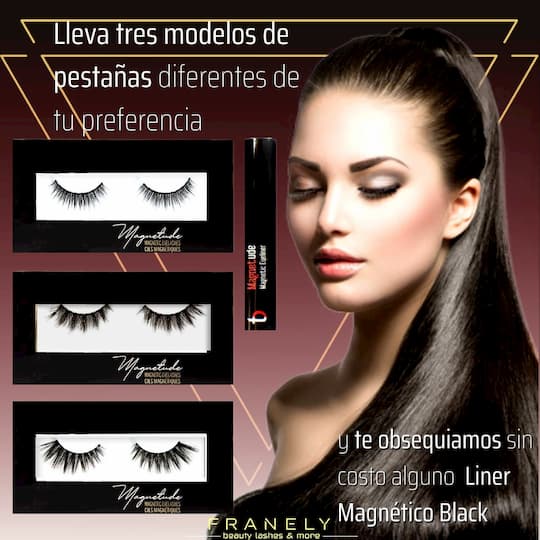 Lleva tres modelos de
pestañas diferentes de
tu preferencia
Magnetude
MAGNETIC EYELASHES
CILS MAGNÉTIQUES
Magnetude
Magnetic Eyeliner
Magnetude
MAGNETIC EYELASHES
CILS MAGNÉTIQUES
Magnetude
MAGNETIC EYELASHES
CILS MAGNÉTIQUES
y te obsequiamos sin
costo alguno Liner
Magnético Black
FRANELY
beauty lashes & more